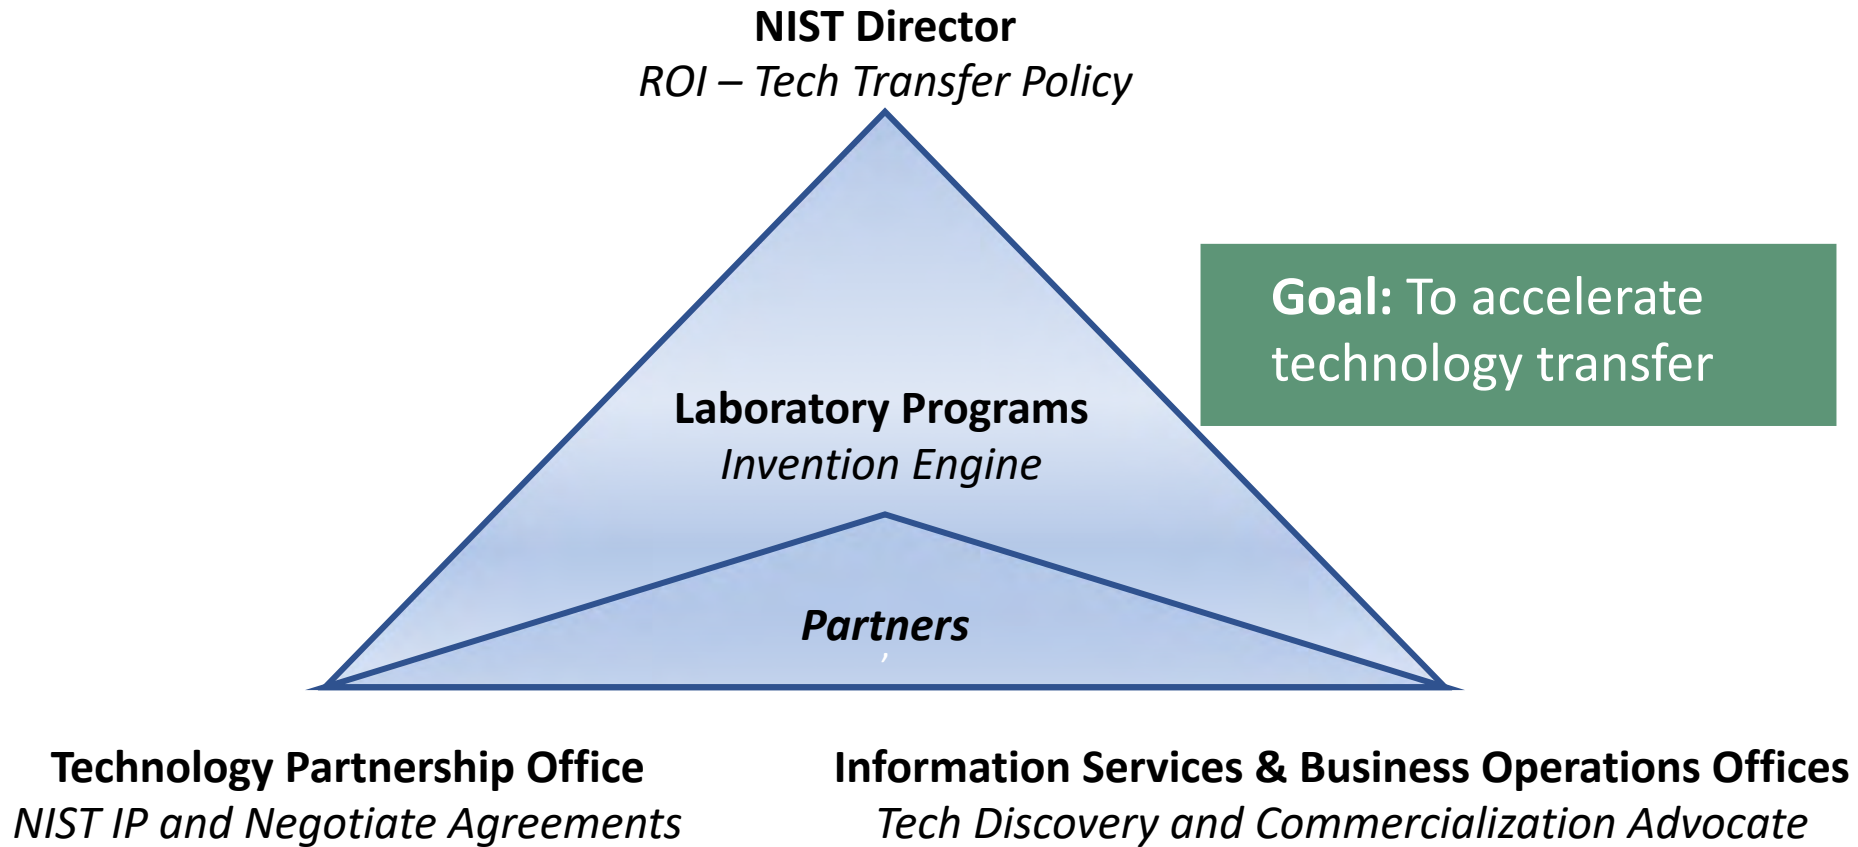 NIST Director
ROI – Tech Transfer Policy
Goal: To accelerate
technology transfer
Laboratory Programs
Invention Engine
Partners
,
Technology Partnership Office
NIST IP and Negotiate Agreements
Information Services & Business Operations Offices
Tech Discovery and Commercialization Advocate